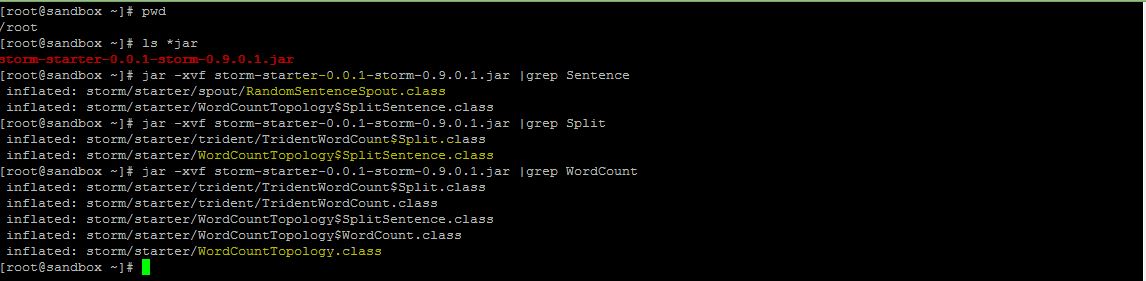 [root@sandbox ~]# pwd
/root
[root@sandbox ~]# ls *jar
storm-starter-0.0.1-storm-0.9.0.1.jar
[root@sandbox ~]# jar -xvf storm-starter-0.0.1-storm-0.9.0.1.jar |grep Sentence
 inflated: storm/starter/spout/RandomSentenceSpout.class
 inflated: storm/starter/WordCountTopology$SplitSentence.class
[root@sandbox ~]# jar -xvf storm-starter-0.0.1-storm-0.9.0.1.jar |grep Split
 inflated: storm/starter/trident/TridentWordCount$Split.class
 inflated: storm/starter/WordCountTopology$SplitSentence.class
[root@sandbox ~]# jar -xvf storm-starter-0.0.1-storm-0.9.0.1.jar |grep WordCount
 inflated: storm/starter/trident/TridentWordCount$Split.class
 inflated: storm/starter/trident/TridentWordCount.class
 inflated: storm/starter/WordCountTopology$SplitSentence.class
 inflated: storm/starter/WordCountTopology$WordCount.class
 inflated: storm/starter/WordCountTopology.class
[root@sandbox ~]#